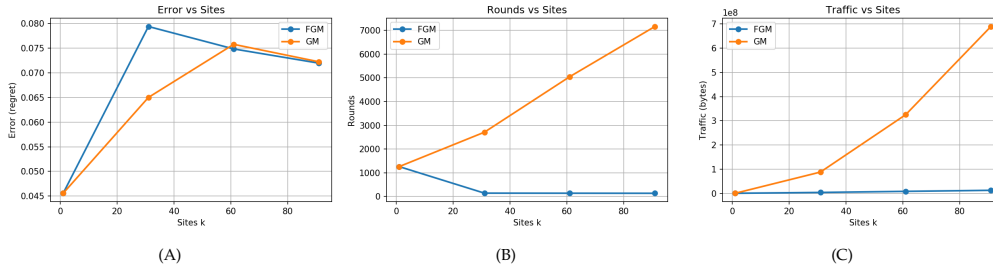 Error vs Sites
0.080
0.075
0.070
0.065
0.060
0.055
0.050
0.045
Error (regret)
FGM
GM
0
20
40
60
80
Sites k
(A)
Rounds vs Sites
7000
6000
5000
4000
3000
2000
1000
0
Rounds
FGM
GM
0
20
40
60
80
Sites k
(B)
Traffic vs Sites
1e8
7
6
5
4
3
2
1
0
Traffic (bytes)
FGM
GM
0
20
40
60
80
Sites k
(C)